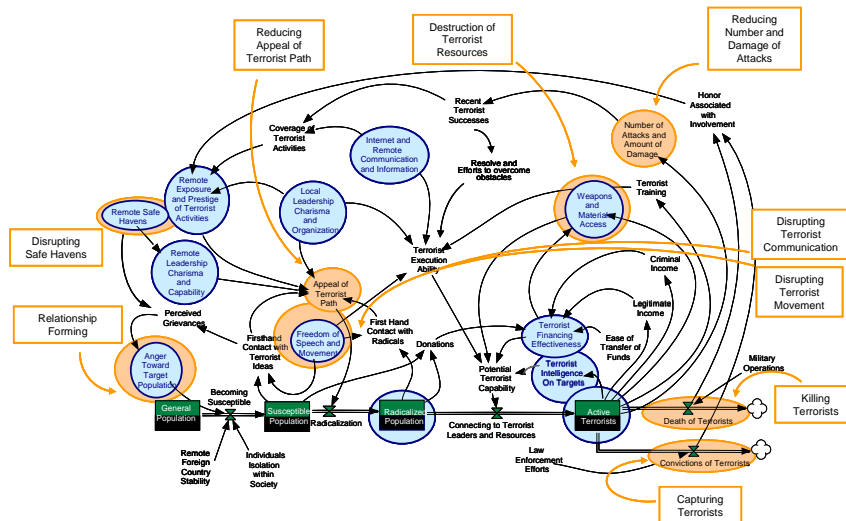 Reducing
Appeal of
Terrorist Path
Destruction of
Terrorist
Resources
Reducing
Number and
Damage of
Attacks
Honor
Associated
with
Involvement
Recent
Terrorist
Successes
Coverage of
Terrorist
Activities
Internet and
Remote
Communication
and Information
Number of
Attacks and
Amount of
Damage
Resolve and
Efforts to overcome
obstacles
Remote
Exposure
and Prestige
of Terrorist
Activities
Remote Safe
Havens
Local
Leadership
Charisma and
Organization
Terrorist
Training
Weapons
and
Material
Access
Disrupting
Safe Havens
Remote
Leadership
Charisma and
Capability
Terrorist
Execution
Ability
Disrupting
Terrorist
Communication
Criminal
Income
Disrupting
Terrorist
Movement
Appeal of
Terrorist
Path
Legitimate
Income
Relationship
Forming
Perceived
Grievances
Firsthand
Contact with
Terrorist
Ideas
Freedom of
Speech and
Movement
First Hand
Contact with
Radicals
Donations
Terrorist
Financing
Effectiveness
Ease of
Transfer of
Funds
Anger
Toward
Target
Population
Potential
Terrorist
Capability
Terrorist
Intelligence
On Targets
Military
Operations
Becoming
Susceptible
General
Population
Susceptible
Population
Radicalization
Radicalized
Population
Connecting to Terrorist
Leaders and Resources
Active
Terrorists
Death of Terrorists
Killing
Terrorists
Remote
Foreign
Country
Stability
Individuals
Isolation
within
Society
Law
Enforcement
Efforts
Convictions of Terrorists
Capturing
Terrorists